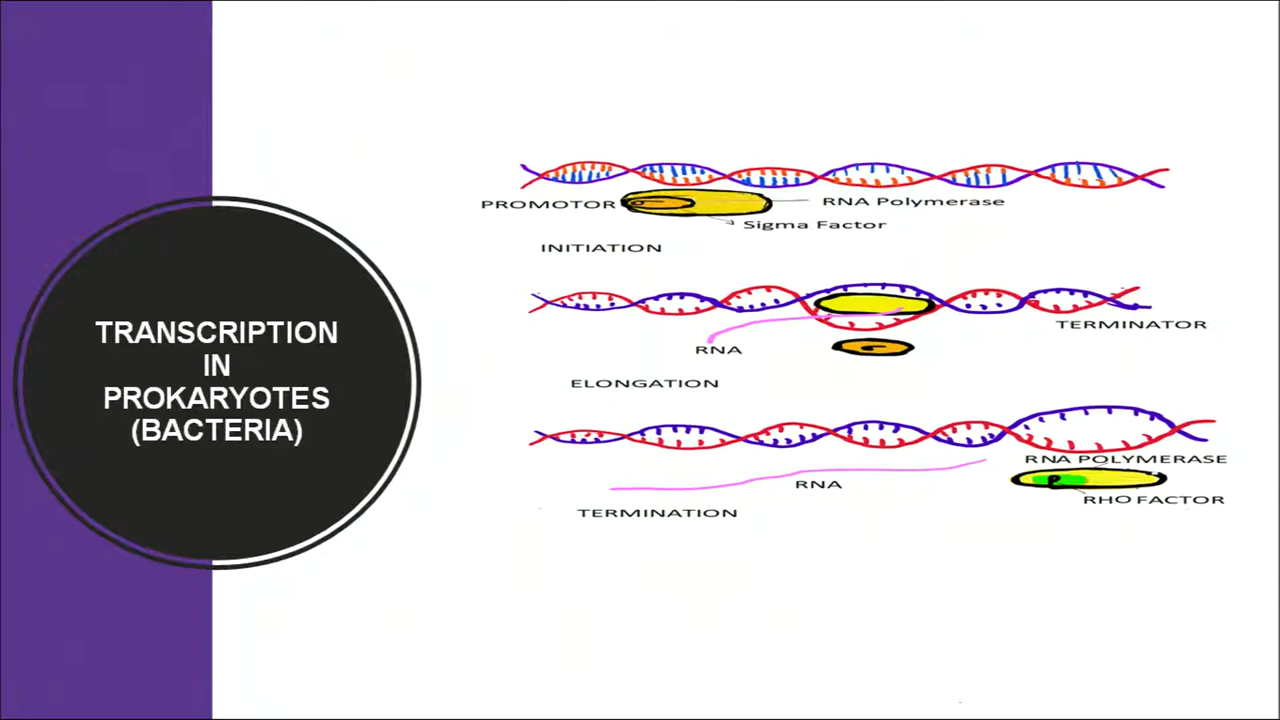 TRANSCRIPTION
IN
PROKARYOTES
(BACTERIA)
PROMOTOR
RNA Polymerase
Sigma Factor
INITIATION
TERMINATOR
RNA
ELONGATION
RNA POLYMERASE
RNA
RHO FACTOR
TERMINATION